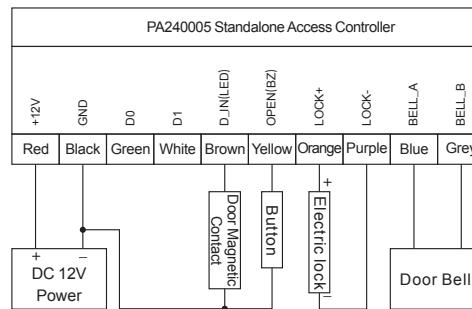 PA240005 Standalone Access Controller
+12V GND D0 D1 D_IN(LED) OPEN(BZ) LOCK+ LOCK- BELL_A BELL_B
Red Black Green White Brown Yellow Orange Purple Blue Grey
+ −
DC 12V
Power
Door Magnetic
Contact
Button
+
Electric lock
−
Door Bell